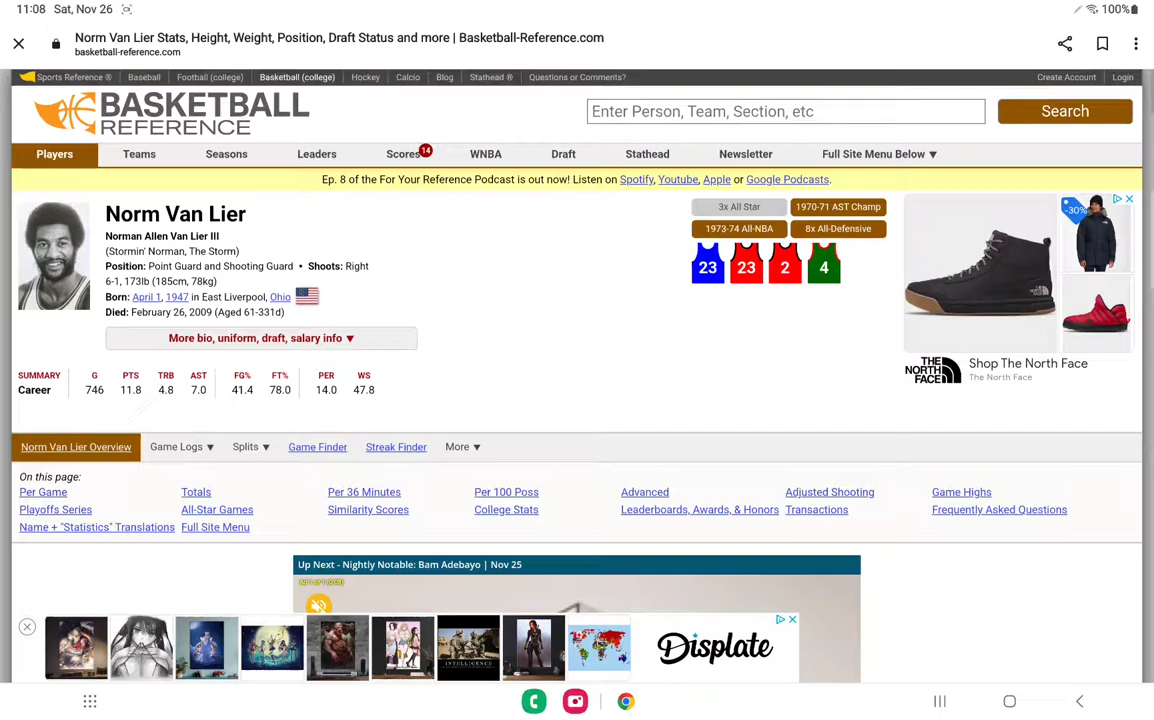 11:08 Sat, Nov 26 100%
Norm Van Lier Stats, Height, Weight, Position, Draft Status and more | Basketball-Reference.com
basketball-reference.com
Sports Reference ® Baseball Football (college) Basketball (college) Hockey Calcio Blog Stathead ® Questions or Comments? Create Account Login
BASKETBALL
REFERENCE
Enter Person, Team, Section, etc Search
Players Teams Seasons Leaders Scores 14 WNBA Draft Stathead Newsletter Full Site Menu Below ▼
Ep. 8 of the For Your Reference Podcast is out now! Listen on Spotify, Youtube, Apple or Google Podcasts.
Norm Van Lier
Norman Allen Van Lier III
(Stormin' Norman, The Storm)
Position: Point Guard and Shooting Guard • Shoots: Right
6-1, 173lb (185cm, 78kg)
Born: April 1, 1947 in East Liverpool, Ohio
Died: February 26, 2009 (Aged 61-331d)
More bio, uniform, draft, salary info ▼
3x All Star 1970-71 AST Champ
1973-74 All-NBA 8x All-Defensive
23 23 2 4
-30%
THE NORTH FACE
Shop The North Face
The North Face
SUMMARY G PTS TRB AST FG% FT% PER WS
Career 746 11.8 4.8 7.0 41.4 78.0 14.0 47.8
Norm Van Lier Overview Game Logs ▼ Splits ▼ Game Finder Streak Finder More ▼
On this page:
Per Game Totals Per 36 Minutes Per 100 Poss Advanced Adjusted Shooting Game Highs
Playoffs Series All-Star Games Similarity Scores College Stats Leaderboards, Awards, & Honors Transactions Frequently Asked Questions
Name + "Statistics" Translations Full Site Menu
Up Next - Nightly Notable: Bam Adebayo | Nov 25
INTELLIGENCE
Displate